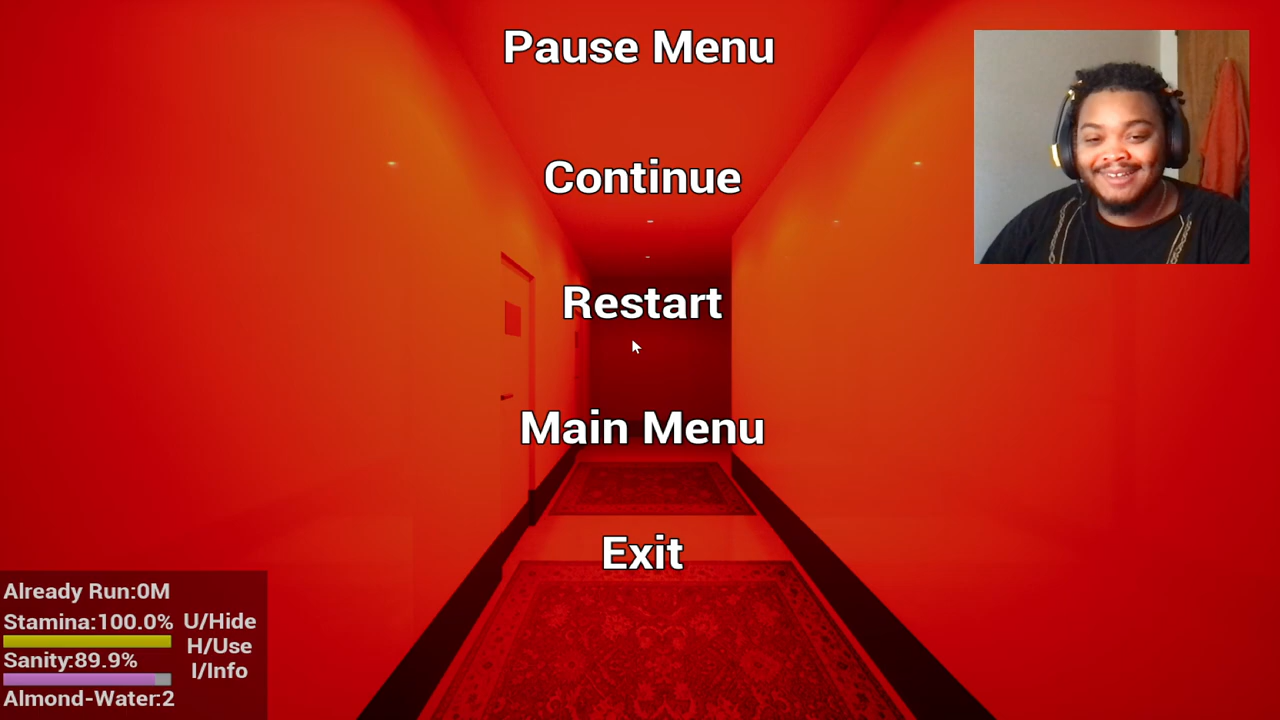 Pause Menu
Continue
Restart
Main Menu
Exit
Already Run:0M
Stamina:100.0% U/Hide
H/Use
Sanity:89.9%
I/Info
Almond-Water:2